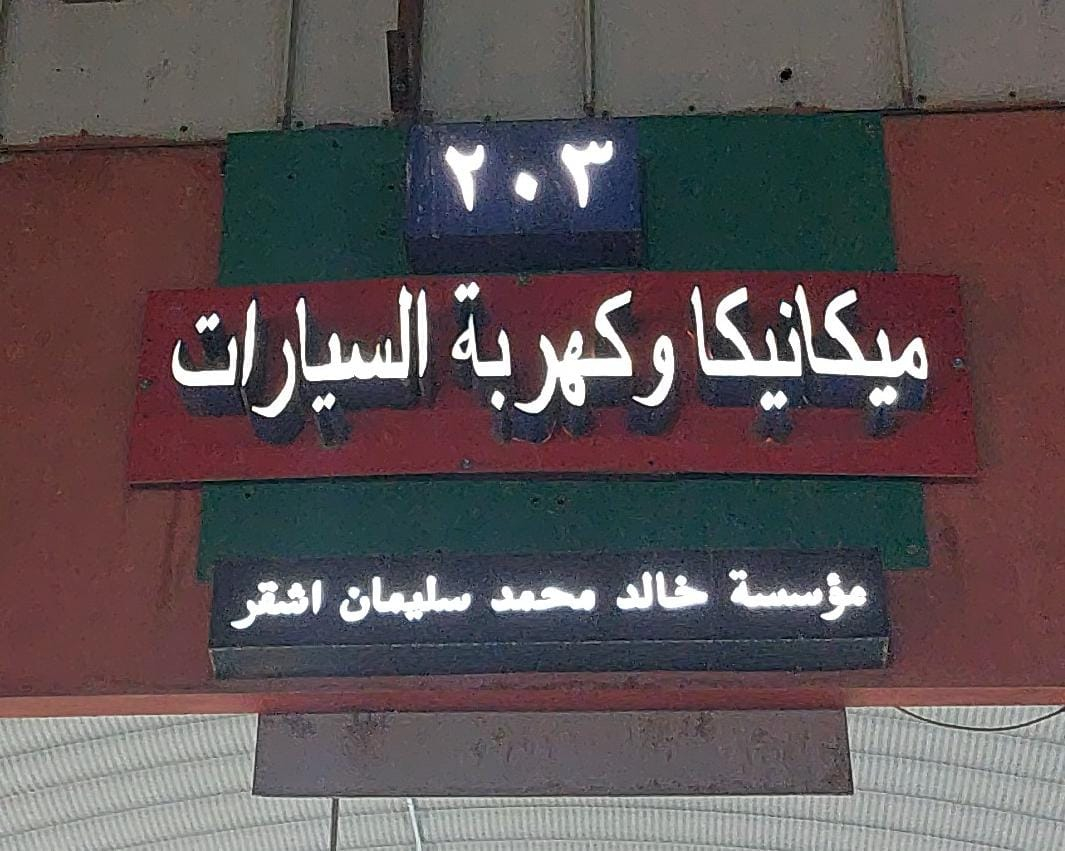 ٢٠٣
ميكانيكا وكهربة السيارات
مؤسسة خالد محمد سليمان اشقر